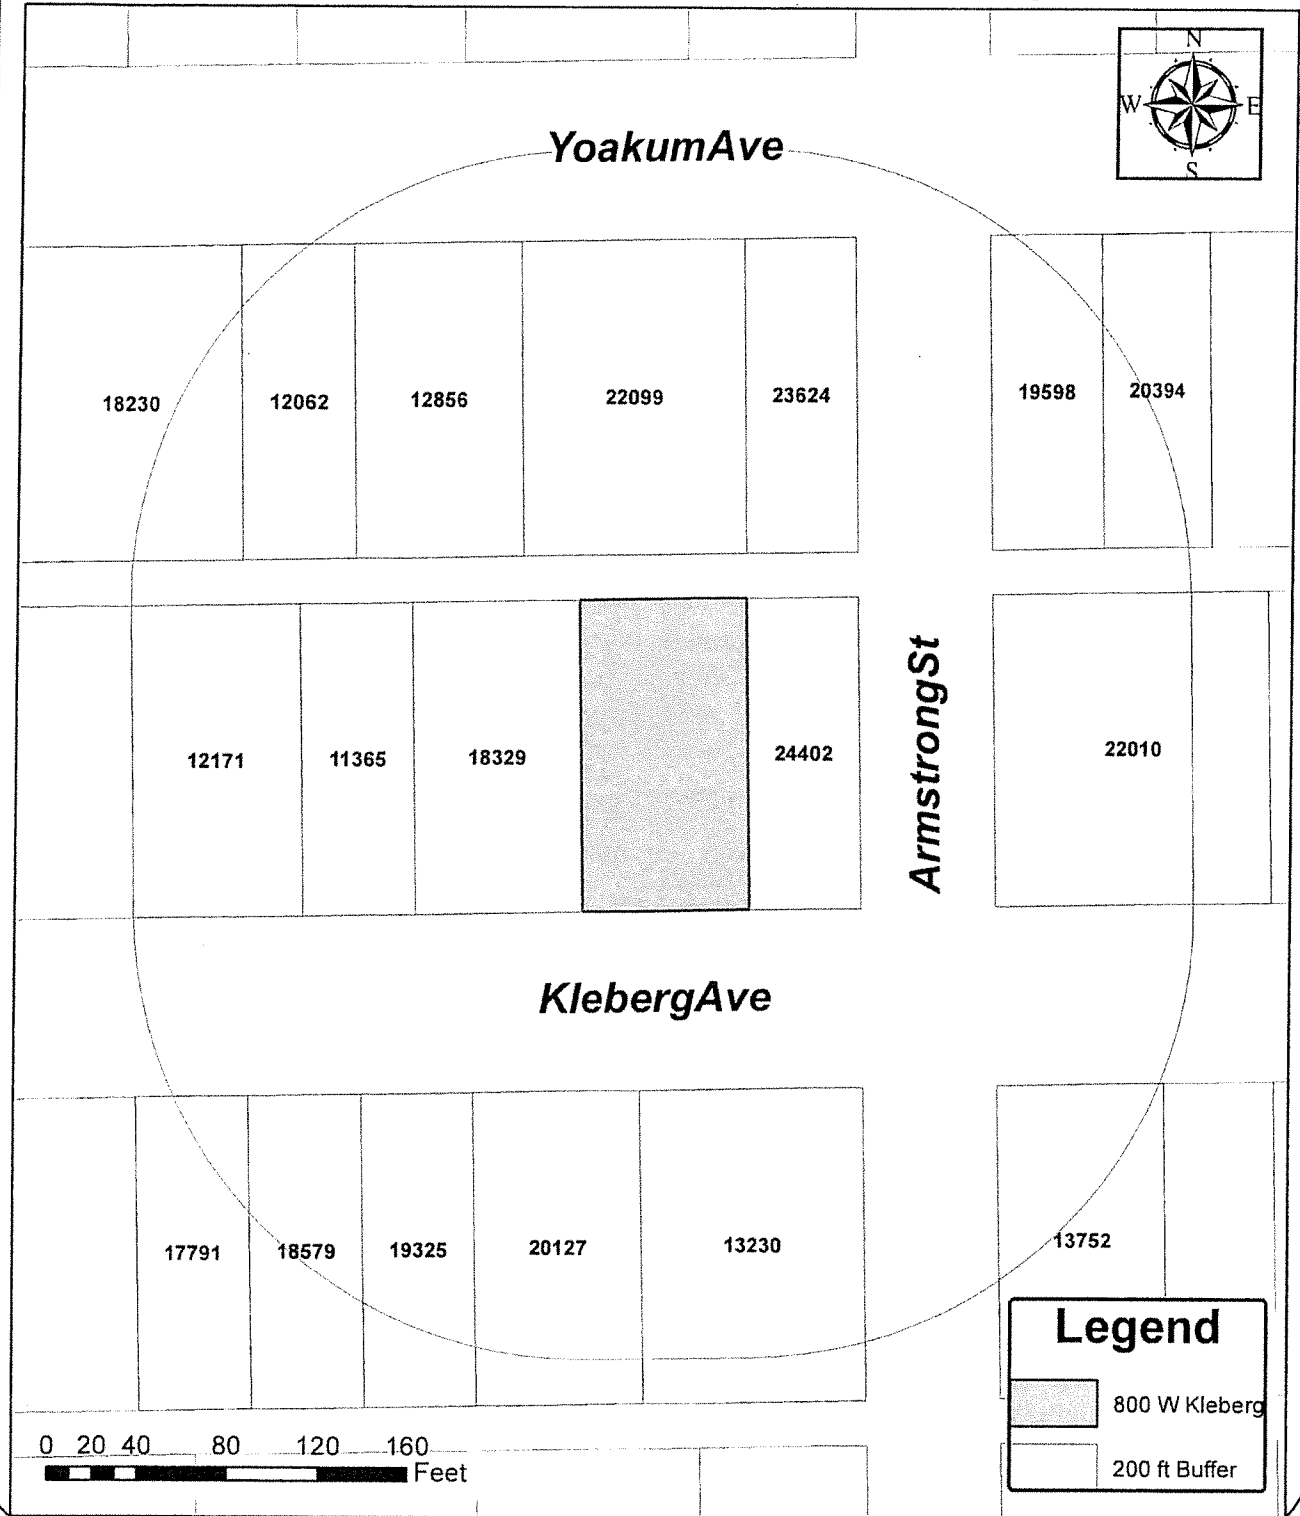 N
W E
S
YoakumAve
18230 12062 12856 22099 23624 19598 20394
12171 11365 18329 24402 22010
ArmstrongSt
KlebergAve
17791 18579 19325 20127 13230 13752
Legend
800 W Kleberg
200 ft Buffer
0 20 40 80 120 160
Feet